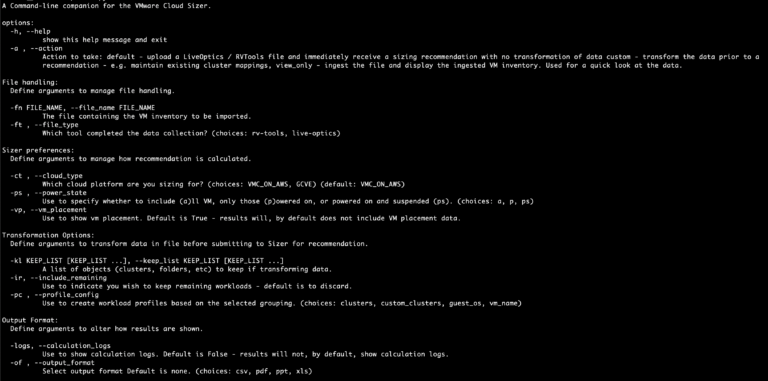 A Command-line companion for the VMware Cloud Sizer.
options:
-h, --help
show this help message and exit
-a , --action
Action to take: default - upload a LiveOptics / RVTools file and immediately receive a sizing recommendation with no transformation of data custom - transform the data prior to a
recommendation - e.g. maintain existing cluster mappings, view_only - ingest the file and display the ingested VM inventory. Used for a quick look at the data.
File handling:
Define arguments to manage file handling.
-fn FILE_NAME, --file_name FILE_NAME
The file containing the VM inventory to be imported.
-ft , --file_type
Which tool completed the data collection? (choices: rv-tools, live-optics)
Sizer preferences:
Define arguments to manage how recommendation is calculated.
-ct , --cloud_type
Which cloud platform are you sizing for? (choices: VMC_ON_AWS, GCVE) (default: VMC_ON_AWS)
-ps , --power_state
Use to specify whether to include (a)ll VM, only those (p)owered on, or powered on and suspended (ps). (choices: a, p, ps)
-vp, --vm_placement
Use to show vm placement. Default is True - results will, by default does not include VM placement data.
Transformation Options:
Define arguments to transform data in file before submitting to Sizer for recommendation.
-kl KEEP_LIST [KEEP_LIST ...], --keep_list KEEP_LIST [KEEP_LIST ...]
A list of objects (clusters, folders, etc) to keep if transforming data.
-ir, --include_remaining
Use to indicate you wish to keep remaining workloads - default is to discard.
-pc , --profile_config
Use to create workload profiles based on the selected grouping. (choices: clusters, custom_clusters, guest_os, vm_name)
Output Format:
Define arguments to alter how results are shown.
-logs, --calculation_logs
Use to show calculation logs. Default is False - results will not, by default, show calculation logs.
-of , --output_format
Select output format Default is none. (choices: csv, pdf, ppt, xls)